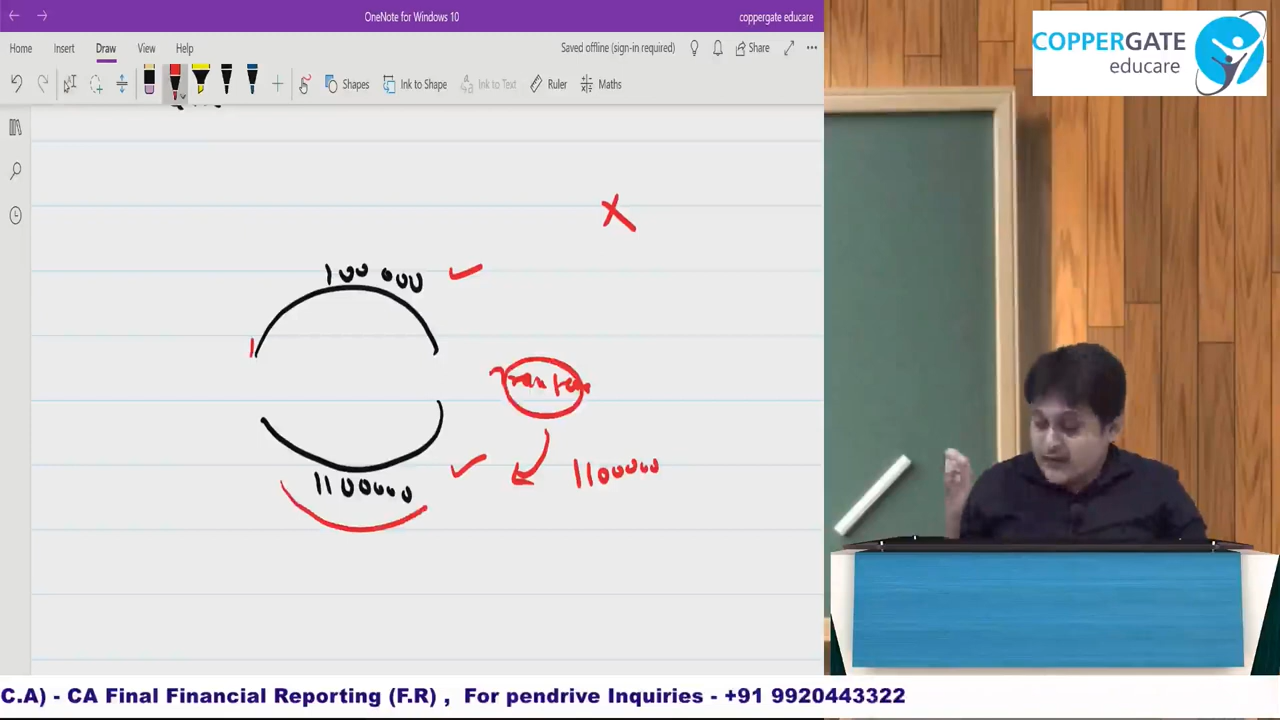 OneNote for Windows 10
coppergate educare
Home Insert Draw View Help
Saved offline (sign-in required)
Share
Shapes
Ink to Shape
Ink to Text
Ruler
Maths
COPPERGATE
educare
X
100 000
1100000
1100000
C.A) - CA Final Financial Reporting (F.R) , For pendrive Inquiries - +91 9920443322